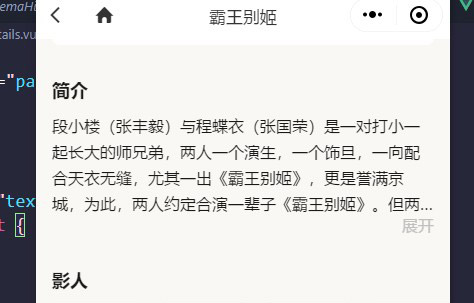 emaHa
霸王别姬
ails.vu
简介
="pa
段小楼（张丰毅）与程蝶衣（张国荣）是一对打小一
起长大的师兄弟，两人一个演生，一个饰旦，一向配
合天衣无缝，尤其一出《霸王别姬》，更是誉满京
"tex
城，为此，两人约定合演一辈子《霸王别姬》。但两...
t {
展开
影人